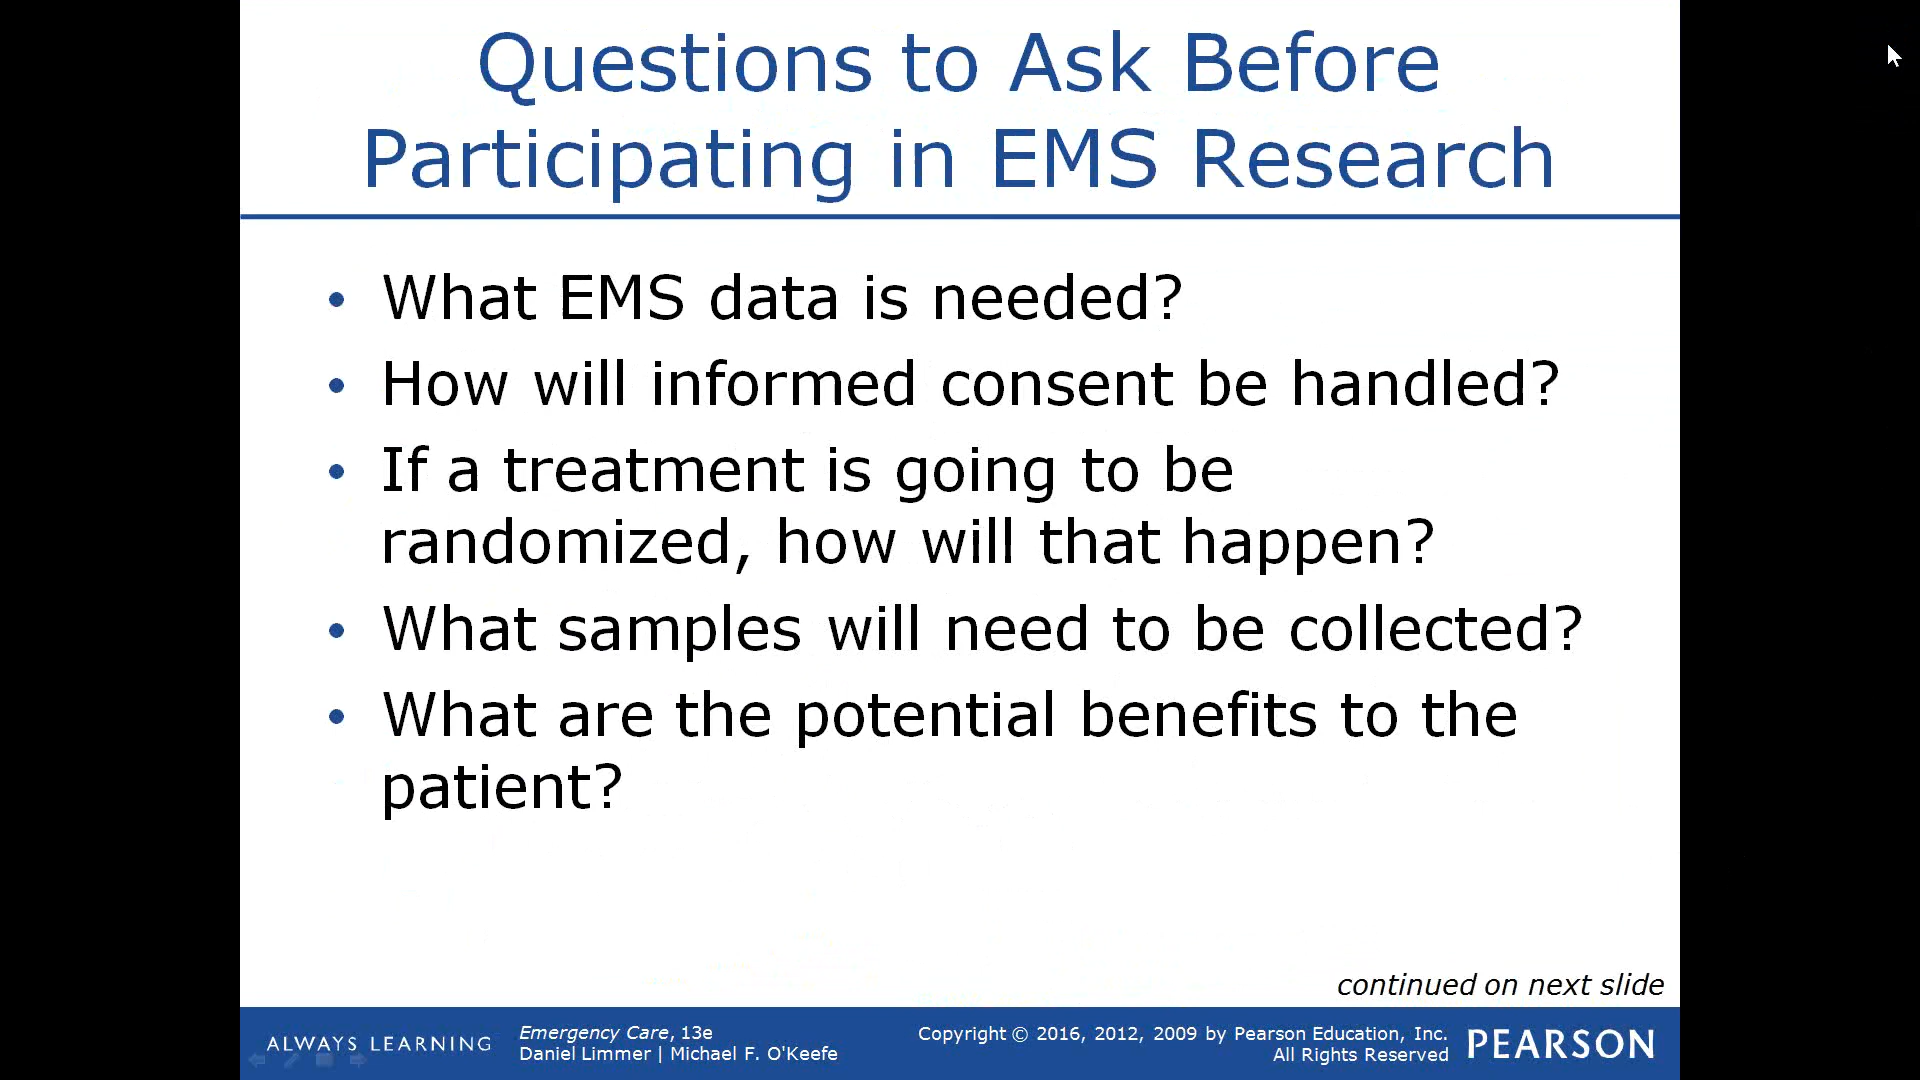 Questions to Ask Before
Participating in EMS Research
• What EMS data is needed?
• How will informed consent be handled?
• If a treatment is going to be
randomized, how will that happen?
• What samples will need to be collected?
• What are the potential benefits to the
patient?
continued on next slide
ALWAYS LEARNING
Emergency Care, 13e
Daniel Limmer | Michael F. O'Keefe
Copyright © 2016, 2012, 2009 by Pearson Education, Inc.
All Rights Reserved
PEARSON